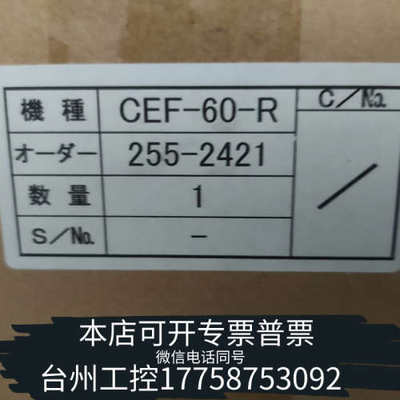 機種 CEF-60-R C/No.
オーダー 255-2421
数量 1
S/No. -
本店可开专票普票
微信电话同号
台州工控17758753092